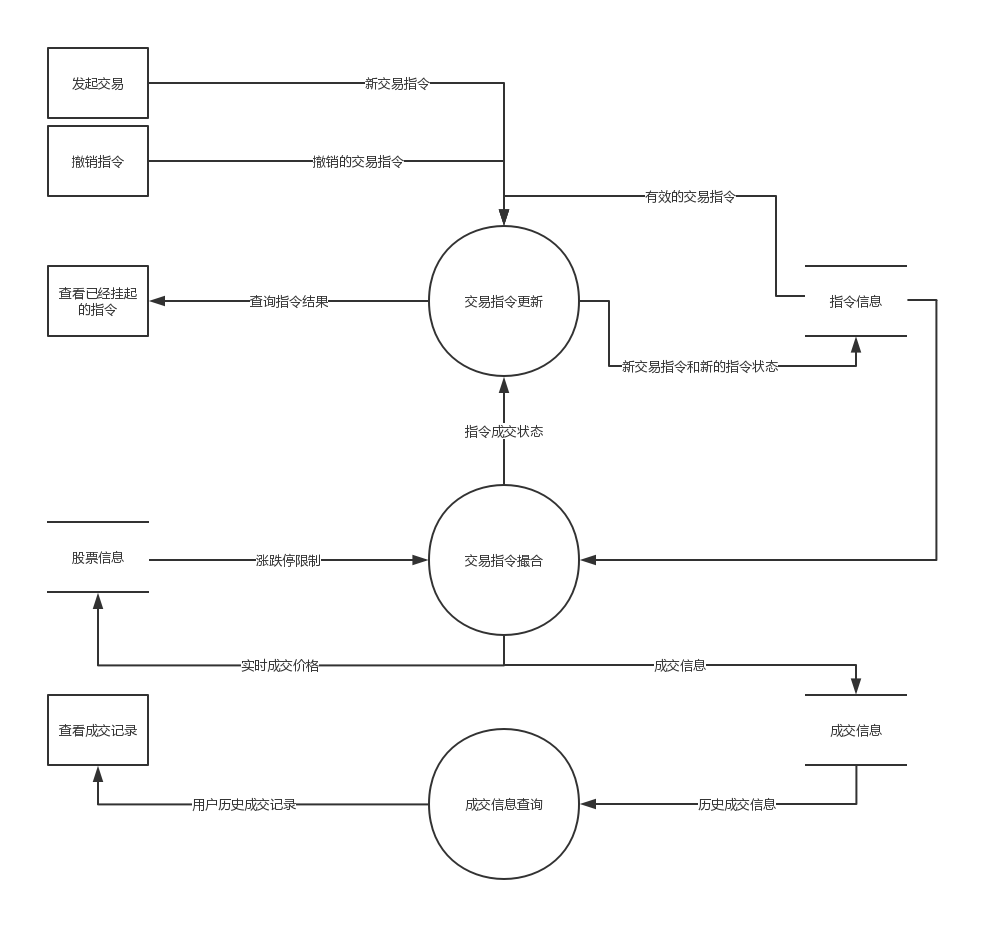 发起交易
新交易指令
撤销指令
撤销的交易指令
有效的交易指令
查看已经挂起
的指令
查询指令结果
交易指令更新
指令信息
新交易指令和新的指令状态
指令成交状态
股票信息
涨跌停限制
交易指令撮合
实时成交价格
成交信息
查看成交记录
成交信息
用户历史成交记录
成交信息查询
历史成交信息